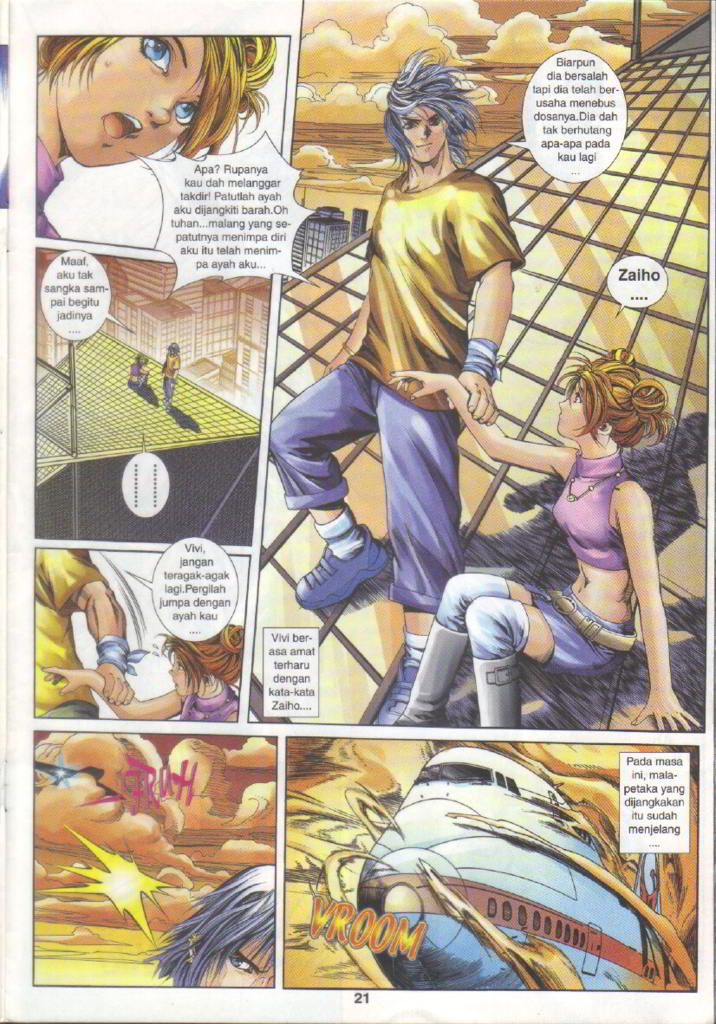 Apa? Rupanya
kau dah melanggar
takdir! Patutlah ayah
aku dijangkiti barah.Oh
tuhan...malang yang se-
patutnya menimpa diri
aku itu telah menim-
pa ayah aku...
Maaf,
aku tak
sangka sam-
pai begitu
jadinya
....
Vivi,
jangan
teragak-agak
lagi.Pergilah
jumpa dengan
ayah kau
....
Biarpun
dia bersalah
tapi dia telah ber-
usaha menebus
dosanya.Dia dah
tak berhutang
apa-apa pada
kau lagi
...
Zaiho
....
Vivi ber-
asa amat
terharu
dengan
kata-kata
Zaiho....
Pada masa
ini, mala-
petaka yang
dijangkakan
itu sudah
menjelang
....
VROOM
21